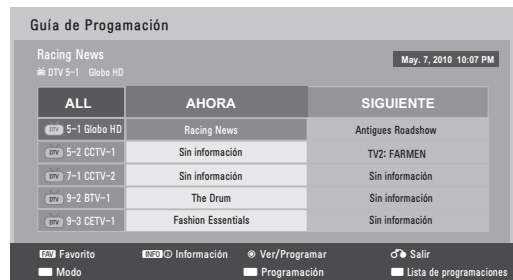 Guía de Progamación
Racing News
DTV 5-1 Globo HD
May. 7, 2010 10:07 PM
ALL AHORA SIGUIENTE
DTV 5-1 Globo HD Racing News Antigues Roadshow
DTV 5-2 CCTV-1 Sin información TV2: FARMEN
DTV 7-1 CCTV-2 Sin información Sin información
DTV 9-2 BTV-1 The Drum Sin información
DTV 9-3 CETV-1 Fashion Essentials Sin información
FAV Favorito INFO ⓘ Información ◉ Ver/Programar Salir
Modo Programación Lista de programaciones